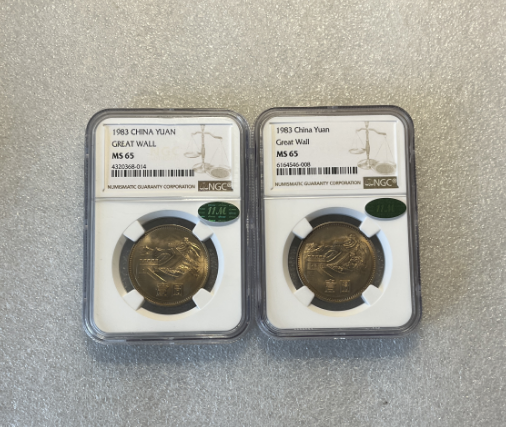 1983 CHINA YUAN
GREAT WALL
MS 65
4320368-014
NUMISMATIC GUARANTY CORPORATION
NGC
壹圆
1983 China Yuan
Great Wall
MS 65
6164546-008
NUMISMATIC GUARANTY CORPORATION
NGC
壹圆